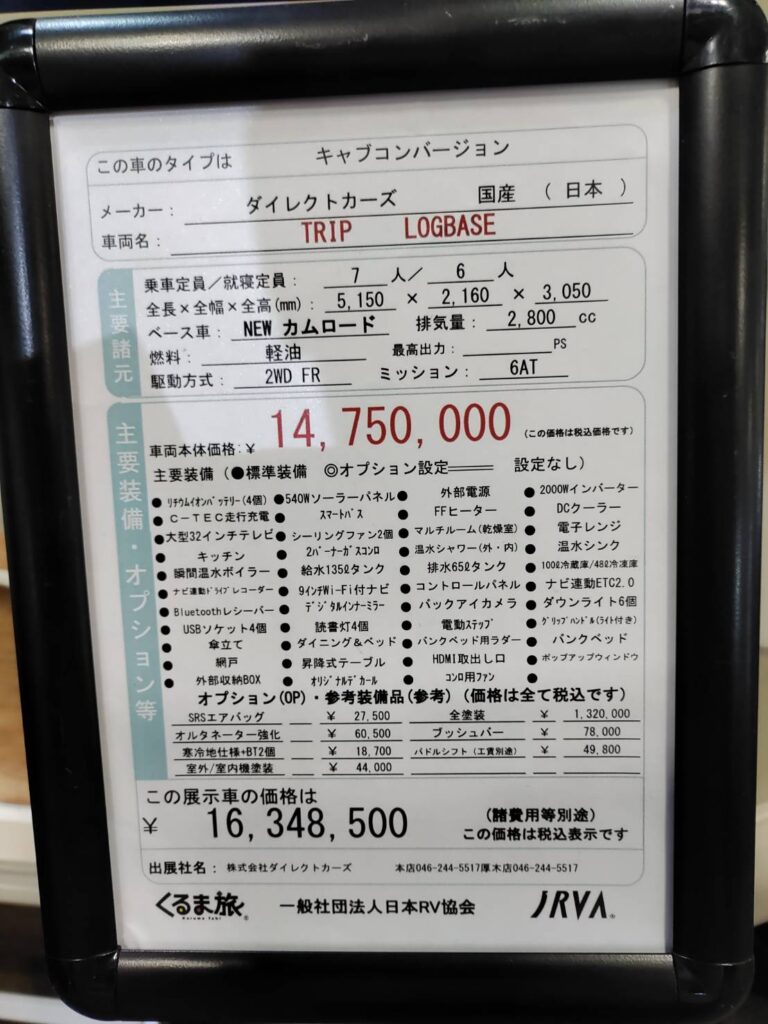 この車のタイプは キャブコンバージョン
メーカー： ダイレクトカーズ 国産 （ 日本 ）
車両名： TRIP LOGBASE
主要諸元
乗車定員／就寝定員： 7 人／ 6 人
全長×全幅×全高(mm)： 5,150 × 2,160 × 3,050
ベース車： NEW カムロード 排気量： 2,800 cc
燃料： 軽油 最高出力： PS
駆動方式： 2WD FR ミッション： 6AT
主要装備・オプション等
車両本体価格：￥ 14,750,000 （この価格は税込価格です）
主要装備（●標準装備 ◎オプション設定 ═══ 設定なし）
● リチウムイオンバッテリー(4個) ● 540Wソーラーパネル ● 外部電源 ● 2000Wインバーター
● C-TEC走行充電 ● スマートバス ● FFヒーター ● DCクーラー
● 大型32インチテレビ ● シーリングファン2個 ● マルチルーム(乾燥室) ● 電子レンジ
● キッチン ● 2バーナーガスコンロ ● 温水シャワー(外・内) ● 温水シンク
● 瞬間温水ボイラー ● 給水135ℓタンク ● 排水65ℓタンク ● 100ℓ冷蔵庫/48ℓ冷凍庫
● ナビ連動ドライブレコーダー ● 9インチWi-Fi付ナビ ● コントロールパネル ● ナビ連動ETC2.0
● Bluetoothレシーバー ● デジタルインナーミラー ● バックアイカメラ ● ダウンライト6個
● USBソケット4個 ● 読書灯4個 ● 電動ステップ ● グリップハンドル(ライト付き)
● 傘立て ● ダイニング&ベッド ● バンクベッド用ラダー ● バンクベッド
● 網戸 ● 昇降式テーブル ● HDMI取出し口 ● ポップアップウィンドウ
● 外部収納BOX ● オリジナルデカール ● コンロ用ファン ●
オプション(OP)・参考装備品(参考)（価格は全て税込です）
SRSエアバッグ ￥ 27,500 全塗装 ￥ 1,320,000
オルタネーター強化 ￥ 60,500 プッシュバー ￥ 78,000
寒冷地仕様+BT2個 ￥ 18,700 パドルシフト（工賃別途） ￥ 49,800
室外/室内機塗装 ￥ 44,000
この展示車の価格は
￥ 16,348,500 （諸費用等別途）
この価格は税込表示です
出展社名： 株式会社ダイレクトカーズ 本店046-244-5517厚木店046-244-5517
くるま旅® Kuruma Tabi 一般社団法人日本RV協会 JRVA®